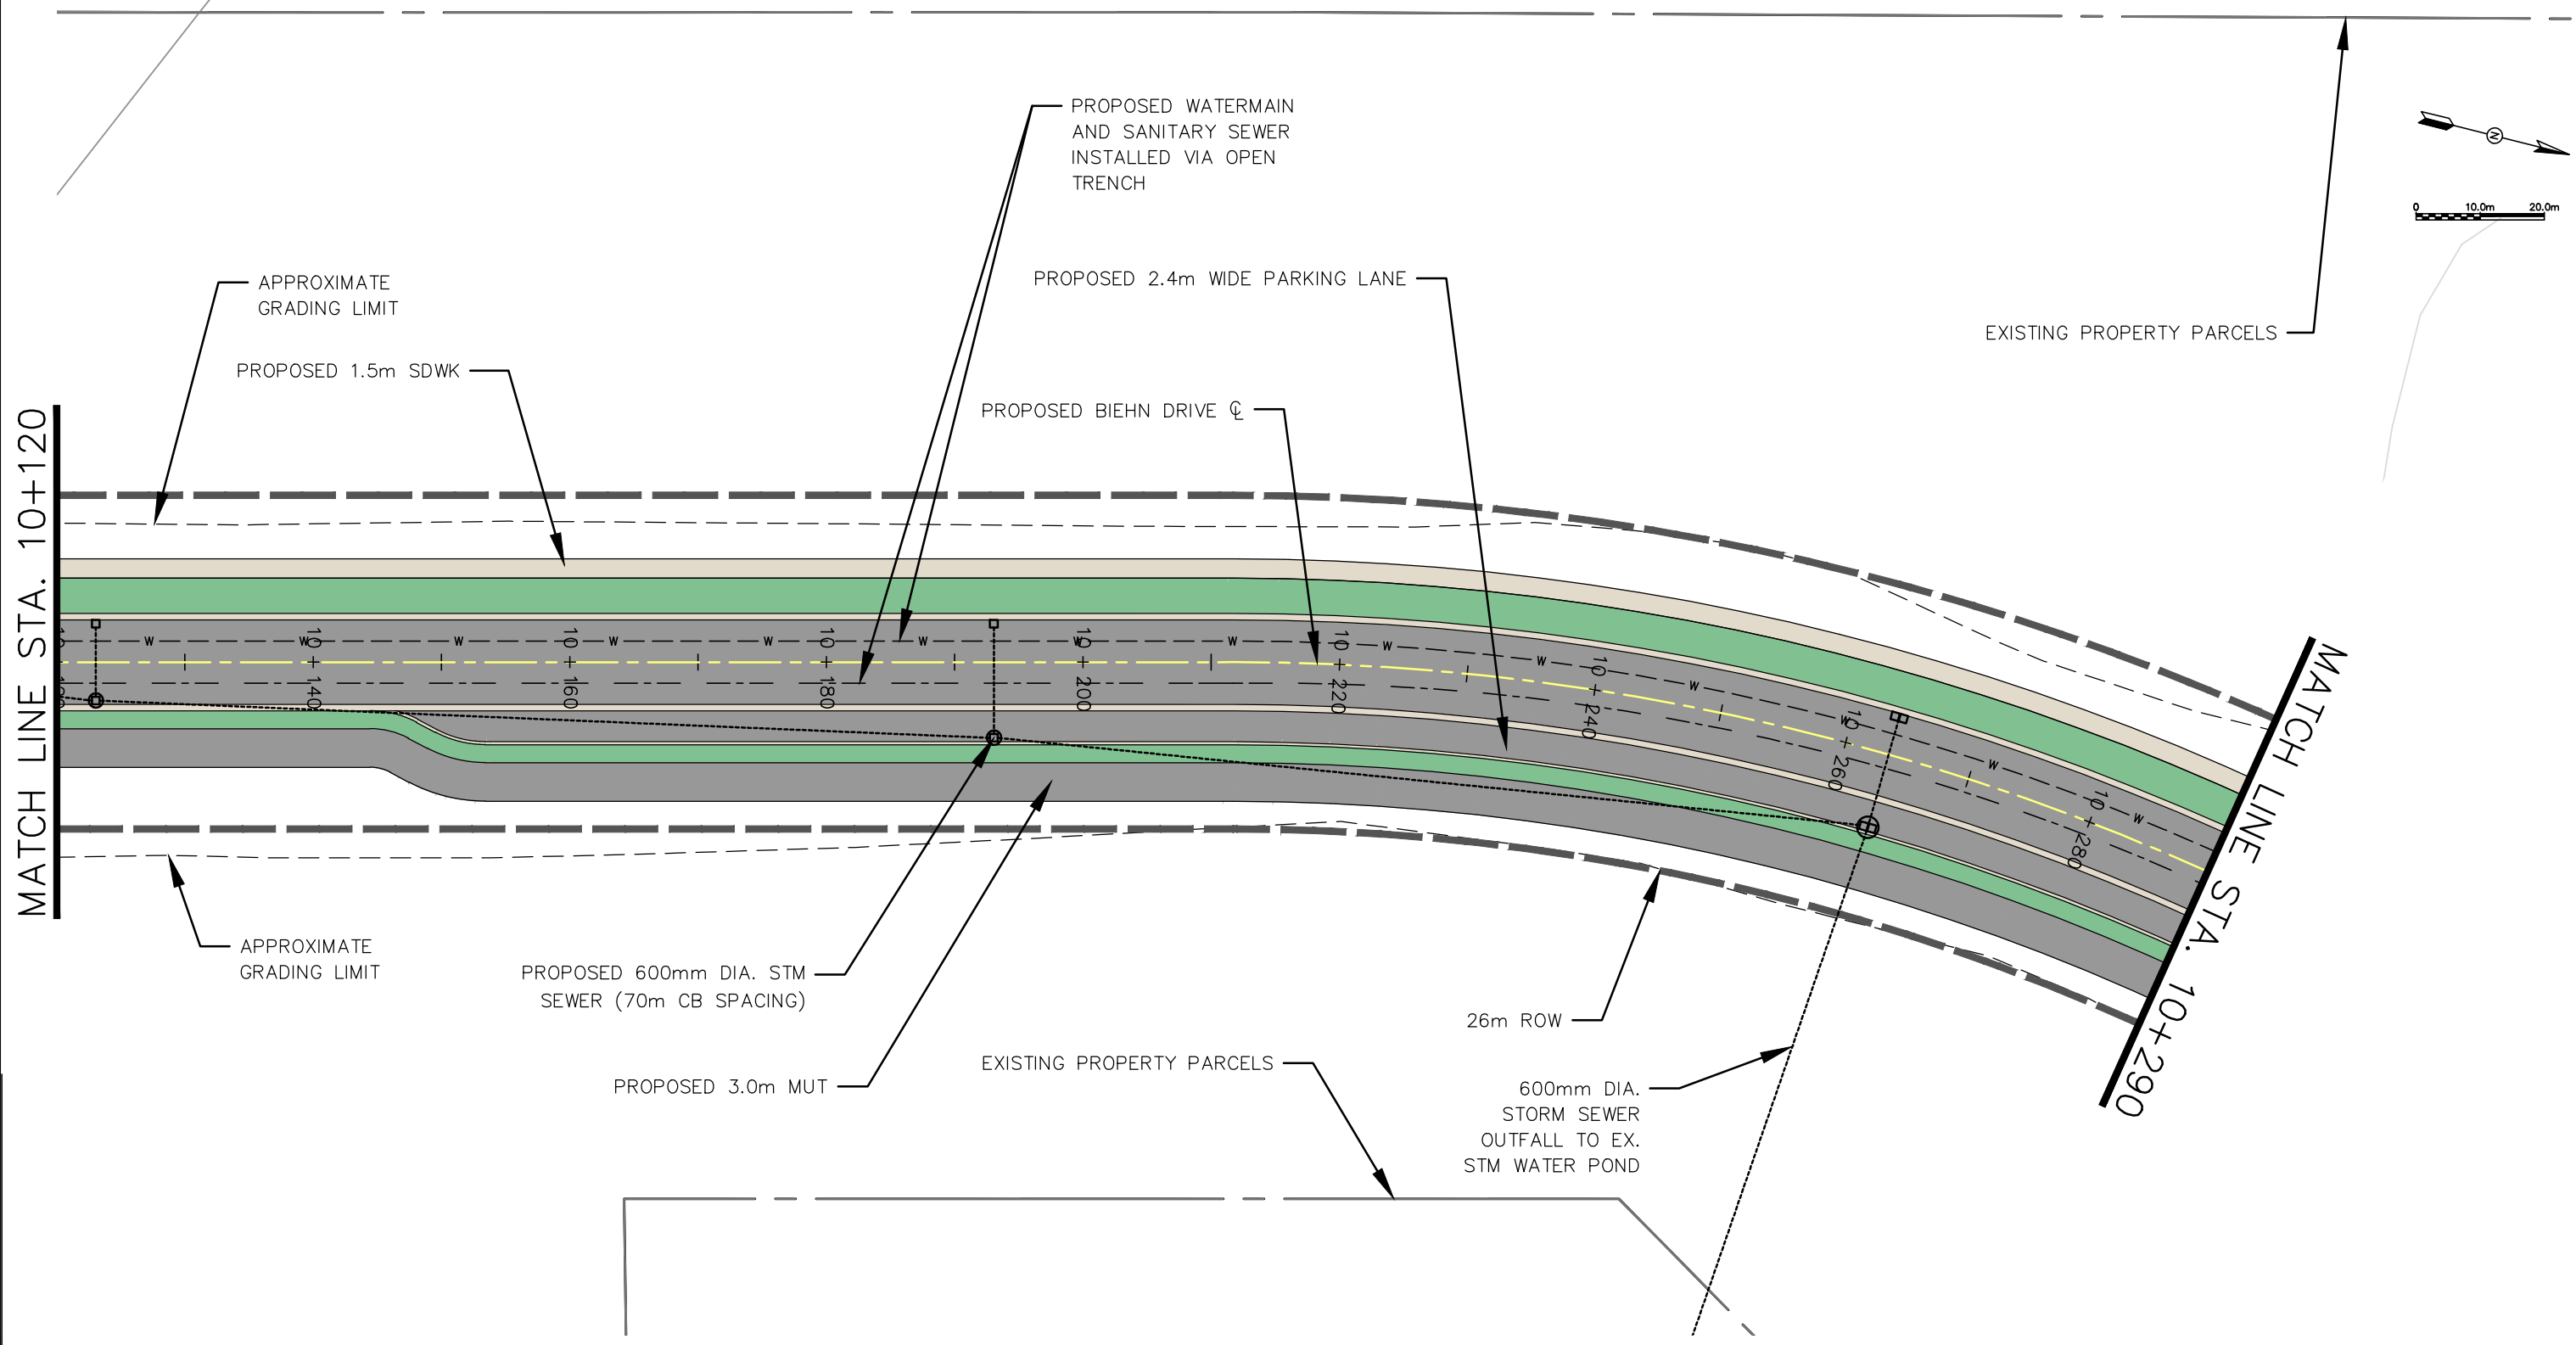 PROPOSED WATERMAIN
AND SANITARY SEWER
INSTALLED VIA OPEN
TRENCH
N
0 10.0m 20.0m
APPROXIMATE
GRADING LIMIT
PROPOSED 2.4m WIDE PARKING LANE
EXISTING PROPERTY PARCELS
PROPOSED 1.5m SDWK
PROPOSED BIEHN DRIVE ℄
MATCH LINE STA. 10+120
W W W W W W W W W W W W W W
10+140
10+160
10+180
10+200
10+220
10+240
10+260
10+280
MATCH LINE STA. 10+290
APPROXIMATE
GRADING LIMIT
PROPOSED 600mm DIA. STM
SEWER (70m CB SPACING)
26m ROW
EXISTING PROPERTY PARCELS
PROPOSED 3.0m MUT
600mm DIA.
STORM SEWER
OUTFALL TO EX.
STM WATER POND